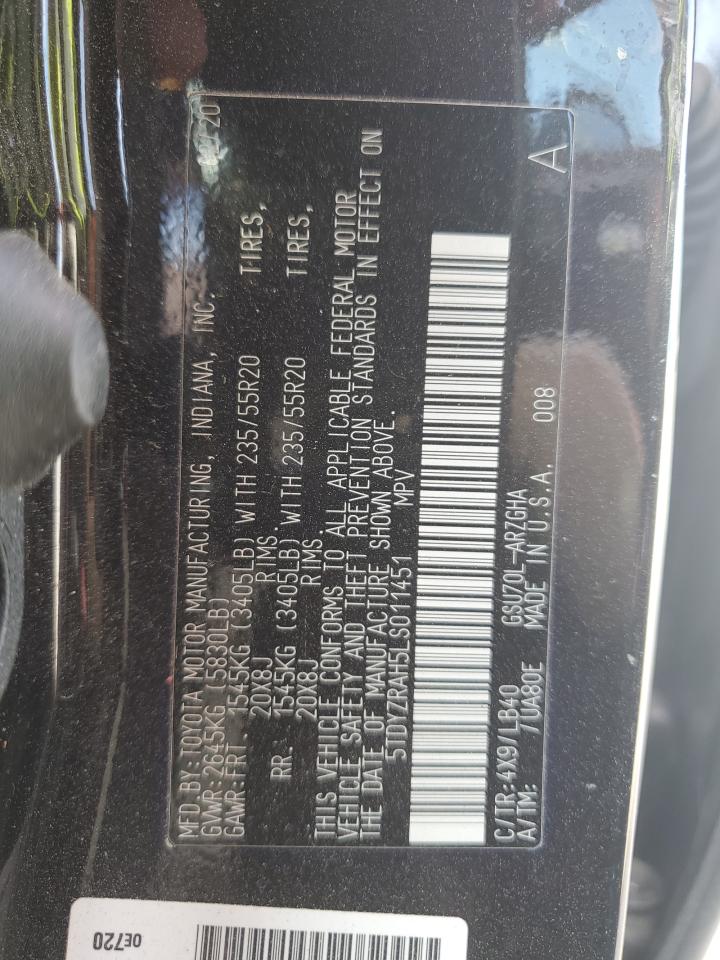 MFD. BY: TOYOTA MOTOR MANUFACTURING, INDIANA, INC. 20
GVWR: 2645KG (5830LB)
GAWR: FRT. 1545KG (3405LB) WITH 235/55R20 TIRES,
20X8J RIMS.
RR. 1545KG (3405LB) WITH 235/55R20 TIRES,
20X8J RIMS.
THIS VEHICLE CONFORMS TO ALL APPLICABLE FEDERAL MOTOR
VEHICLE SAFETY AND THEFT PREVENTION STANDARDS IN EFFECT ON
THE DATE OF MANUFACTURE SHOWN ABOVE.
5TDYZRAH5LS011451 MPV
C/TR: 4X9/LB40 GSU70L-ARZGHA
A/TM: /UA80E MADE IN U.S.A. 008 A
OE720